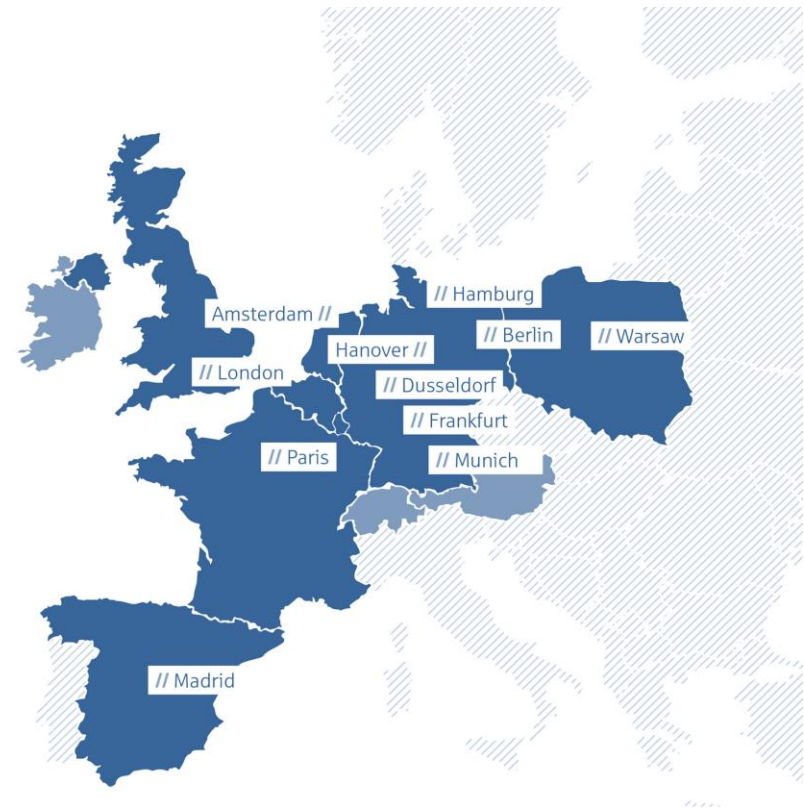 // Hamburg
Amsterdam //
// Berlin
// Warsaw
Hanover //
// London
// Dusseldorf
// Frankfurt
// Paris
// Munich
// Madrid